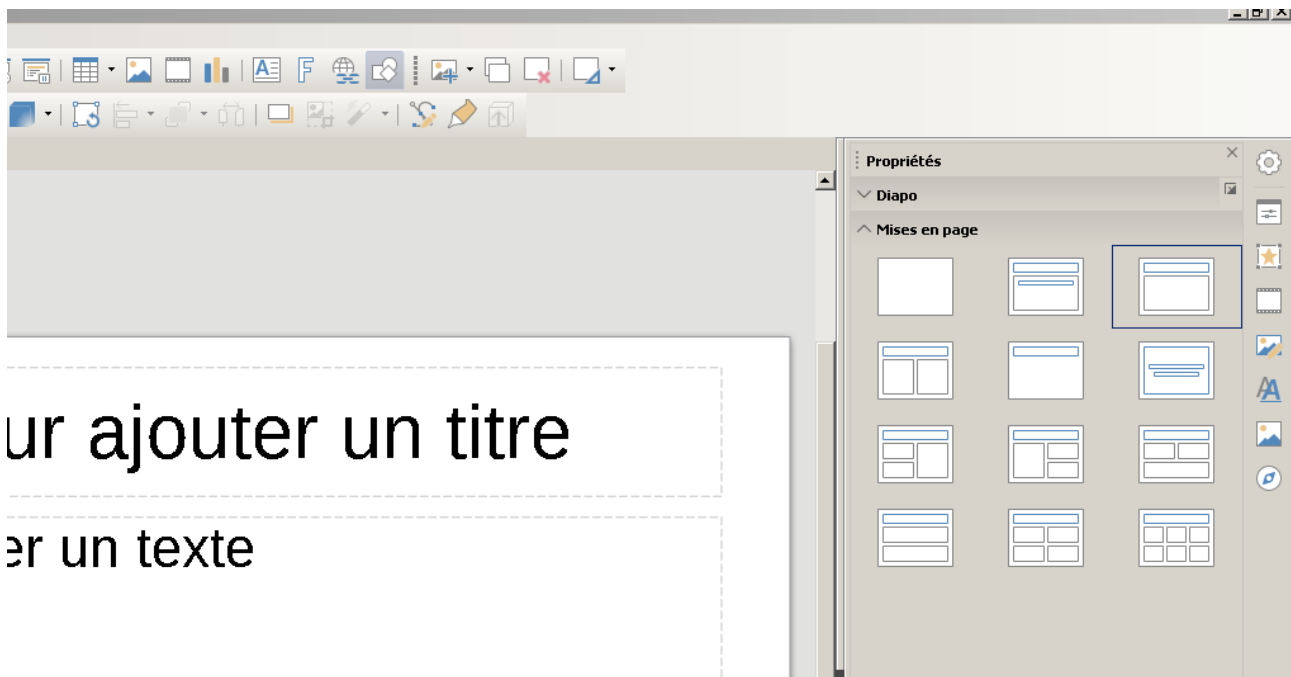 Propriétés
Diapo
Mises en page
ur ajouter un titre
er un texte